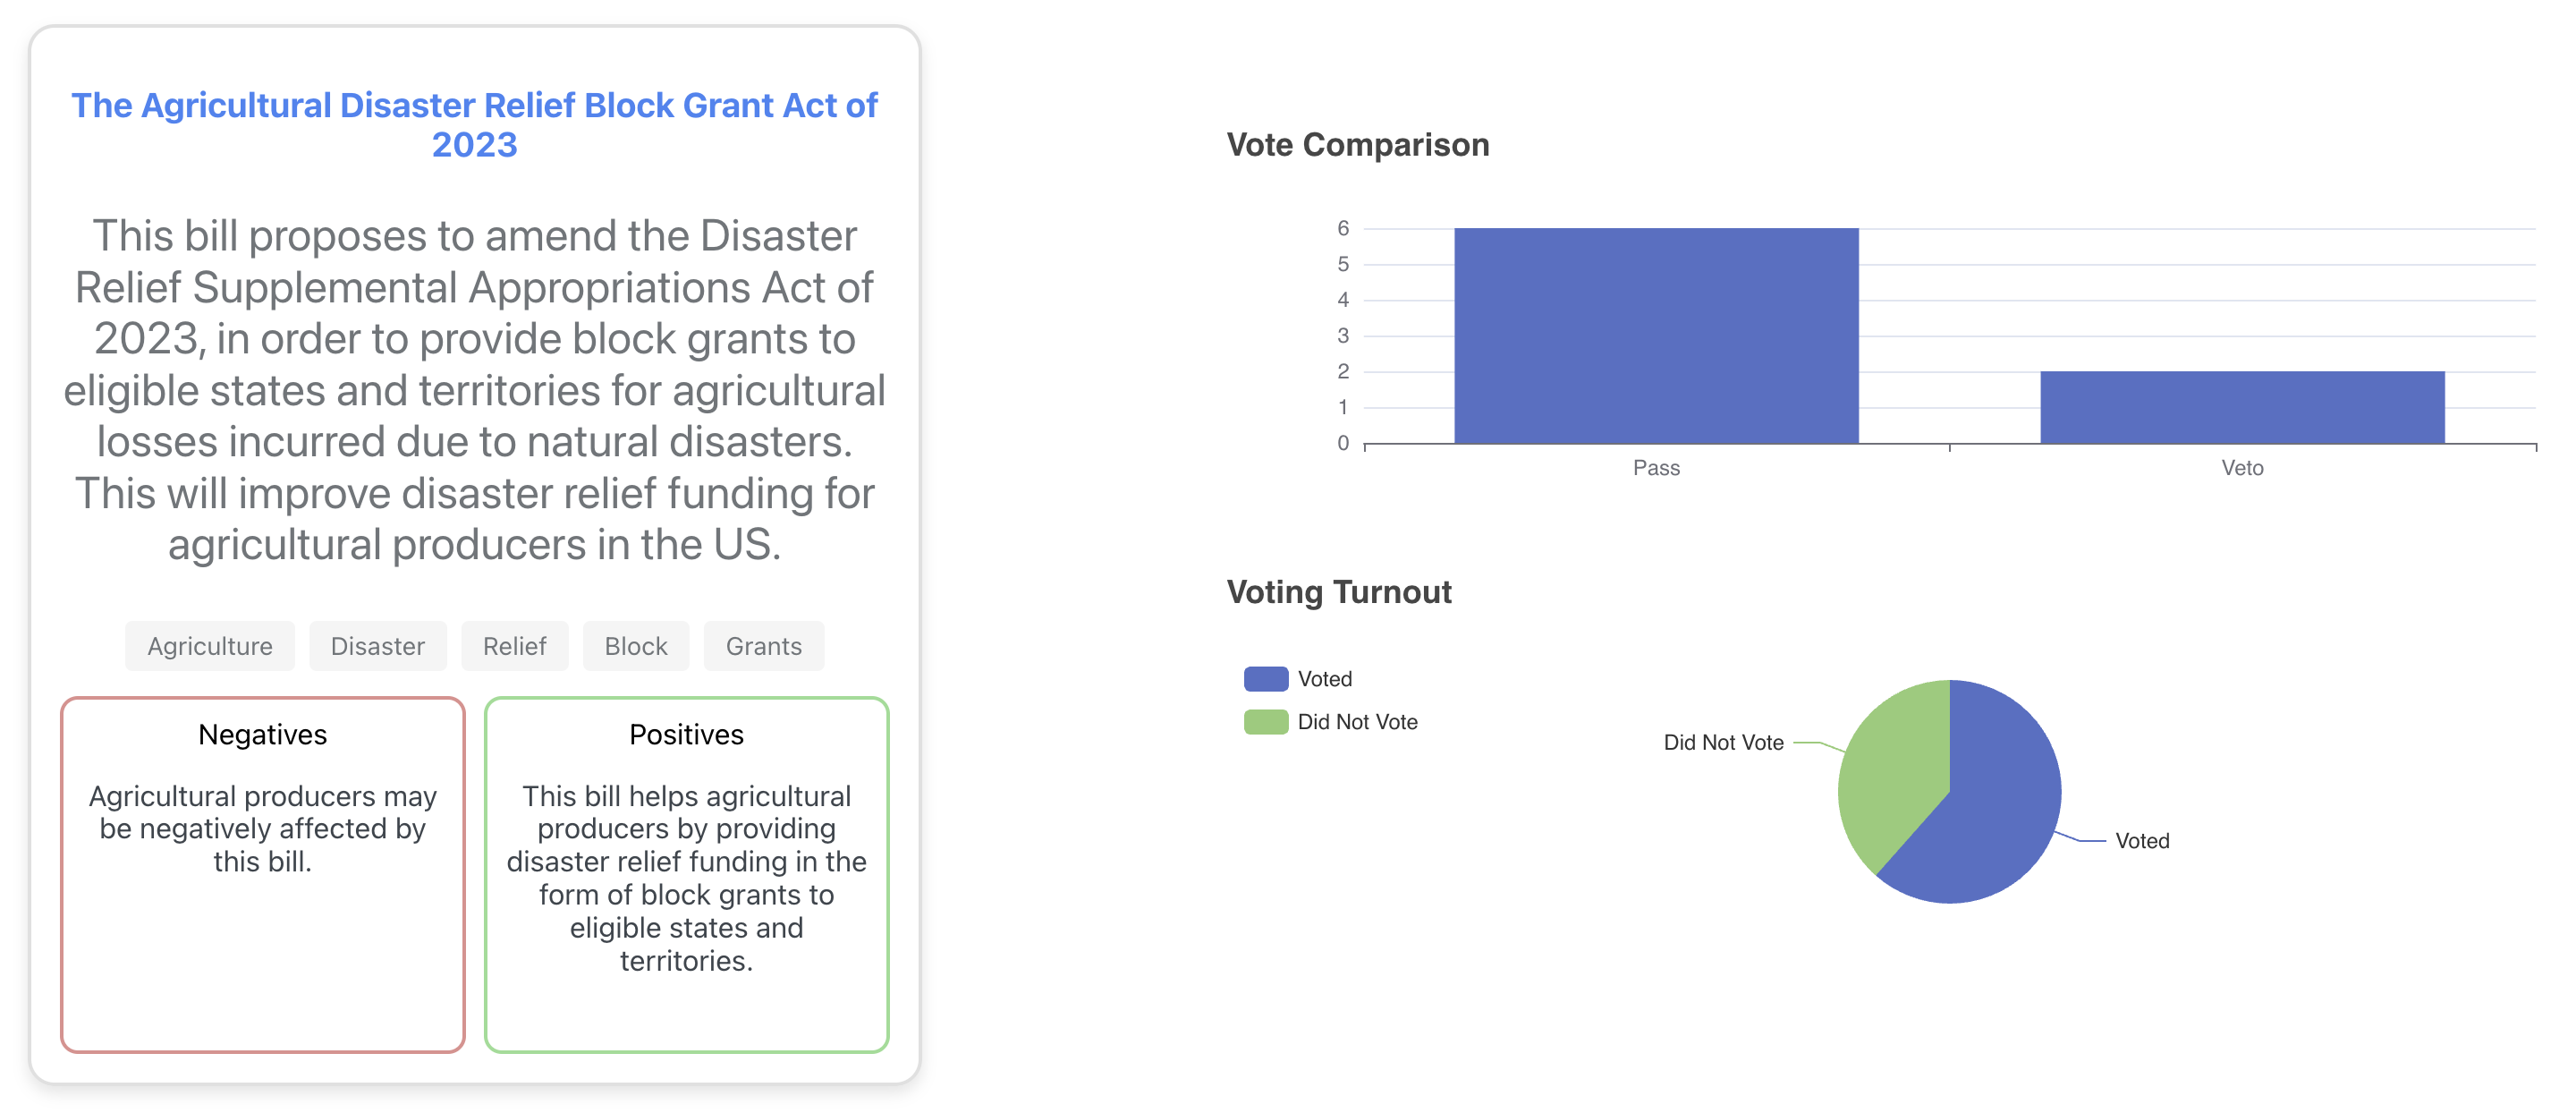 The Agricultural Disaster Relief Block Grant Act of
2023
This bill proposes to amend the Disaster
Relief Supplemental Appropriations Act of
2023, in order to provide block grants to
eligible states and territories for agricultural
losses incurred due to natural disasters.
This will improve disaster relief funding for
agricultural producers in the US.
Agriculture Disaster Relief Block Grants
Negatives
Agricultural producers may
be negatively affected by
this bill.
Positives
This bill helps agricultural
producers by providing
disaster relief funding in the
form of block grants to
eligible states and
territories.
Vote Comparison
6
5
4
3
2
1
0
Pass Veto
Voting Turnout
Voted
Did Not Vote
Did Not Vote
Voted